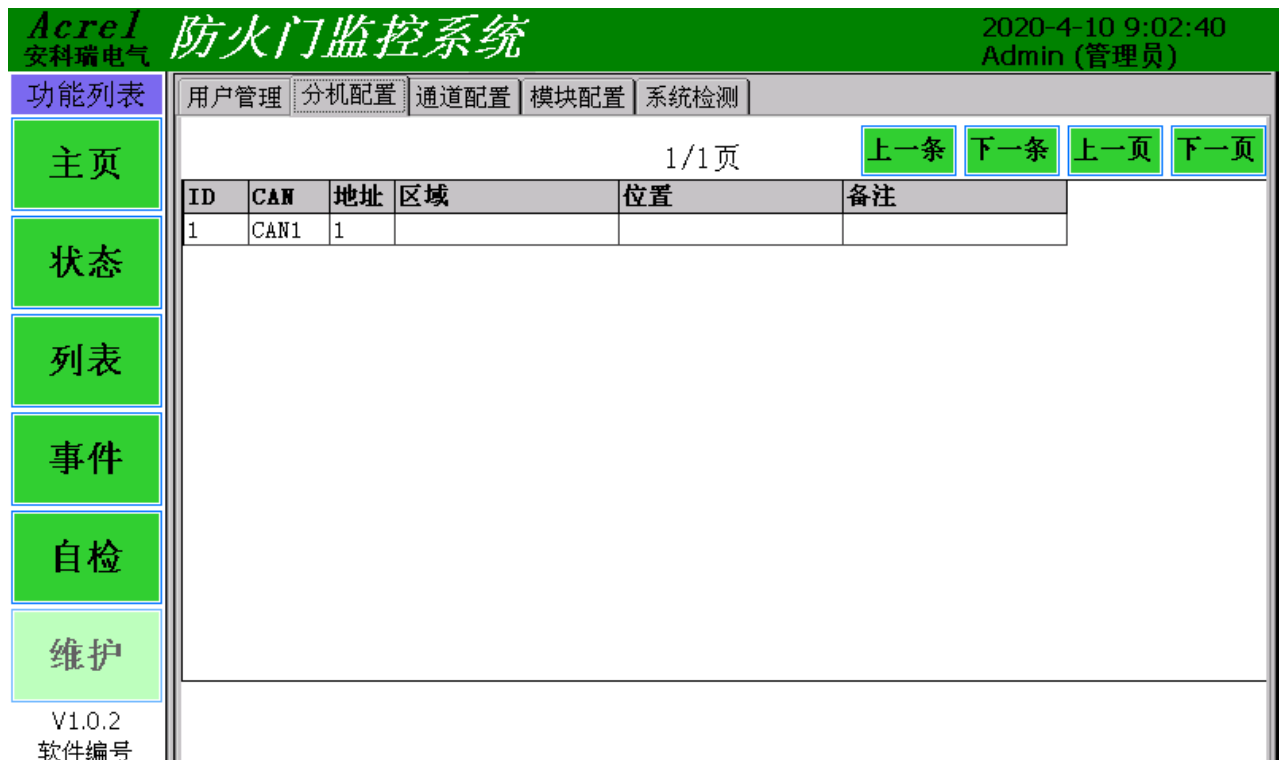 Acrel 防火门监控系统 2020-4-10 9:02:40
安科瑞电气 Admin (管理员)
功能列表 用户管理 分机配置 通道配置 模块配置 系统检测
主页 1/1页 上一条 下一条 上一页 下一页
ID CAN 地址 区域 位置 备注
1 CAN1 1
状态
列表
事件
自检
维护
V1.0.2
软件编号